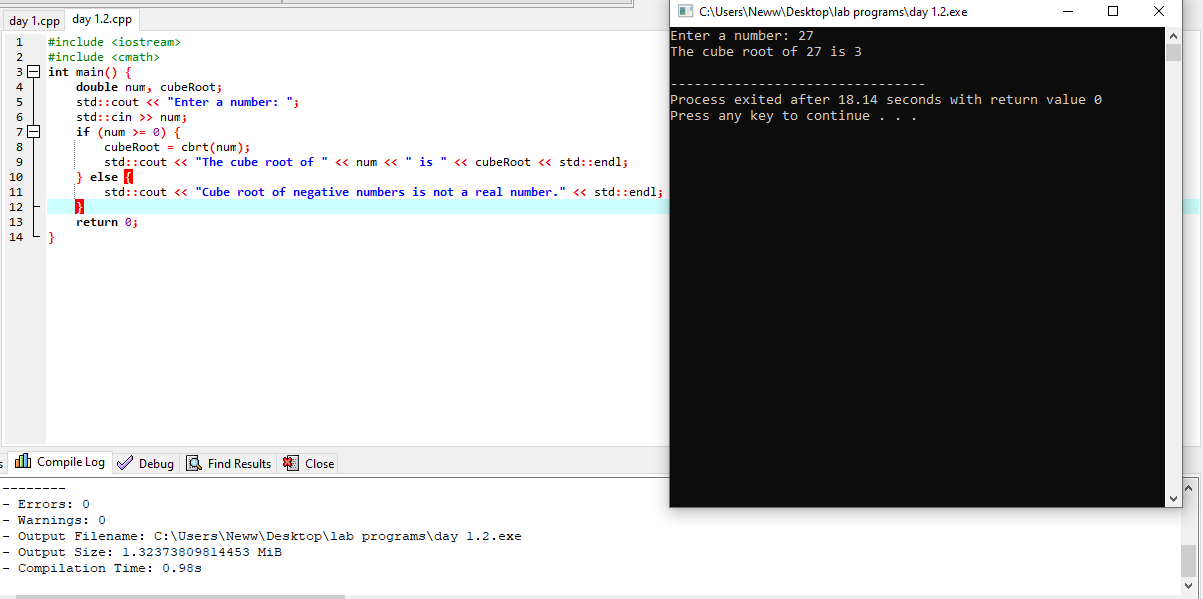 day 1.cpp day 1.2.cpp
1 #include <iostream>
2 #include <cmath>
3 int main() {
4 double num, cubeRoot;
5 std::cout << "Enter a number: ";
6 std::cin >> num;
7 if (num >= 0) {
8 cubeRoot = cbrt(num);
9 std::cout << "The cube root of " << num << " is " << cubeRoot << std::endl;
10 } else {
11 std::cout << "Cube root of negative numbers is not a real number." << std::endl;
12 }
13 return 0;
14 }
C:\Users\Neww\Desktop\lab programs\day 1.2.exe
Enter a number: 27
The cube root of 27 is 3
--------------------------------
Process exited after 18.14 seconds with return value 0
Press any key to continue . . .
s Compile Log Debug Find Results Close
--------
- Errors: 0
- Warnings: 0
- Output Filename: C:\Users\Neww\Desktop\lab programs\day 1.2.exe
- Output Size: 1.32373809814453 MiB
- Compilation Time: 0.98s